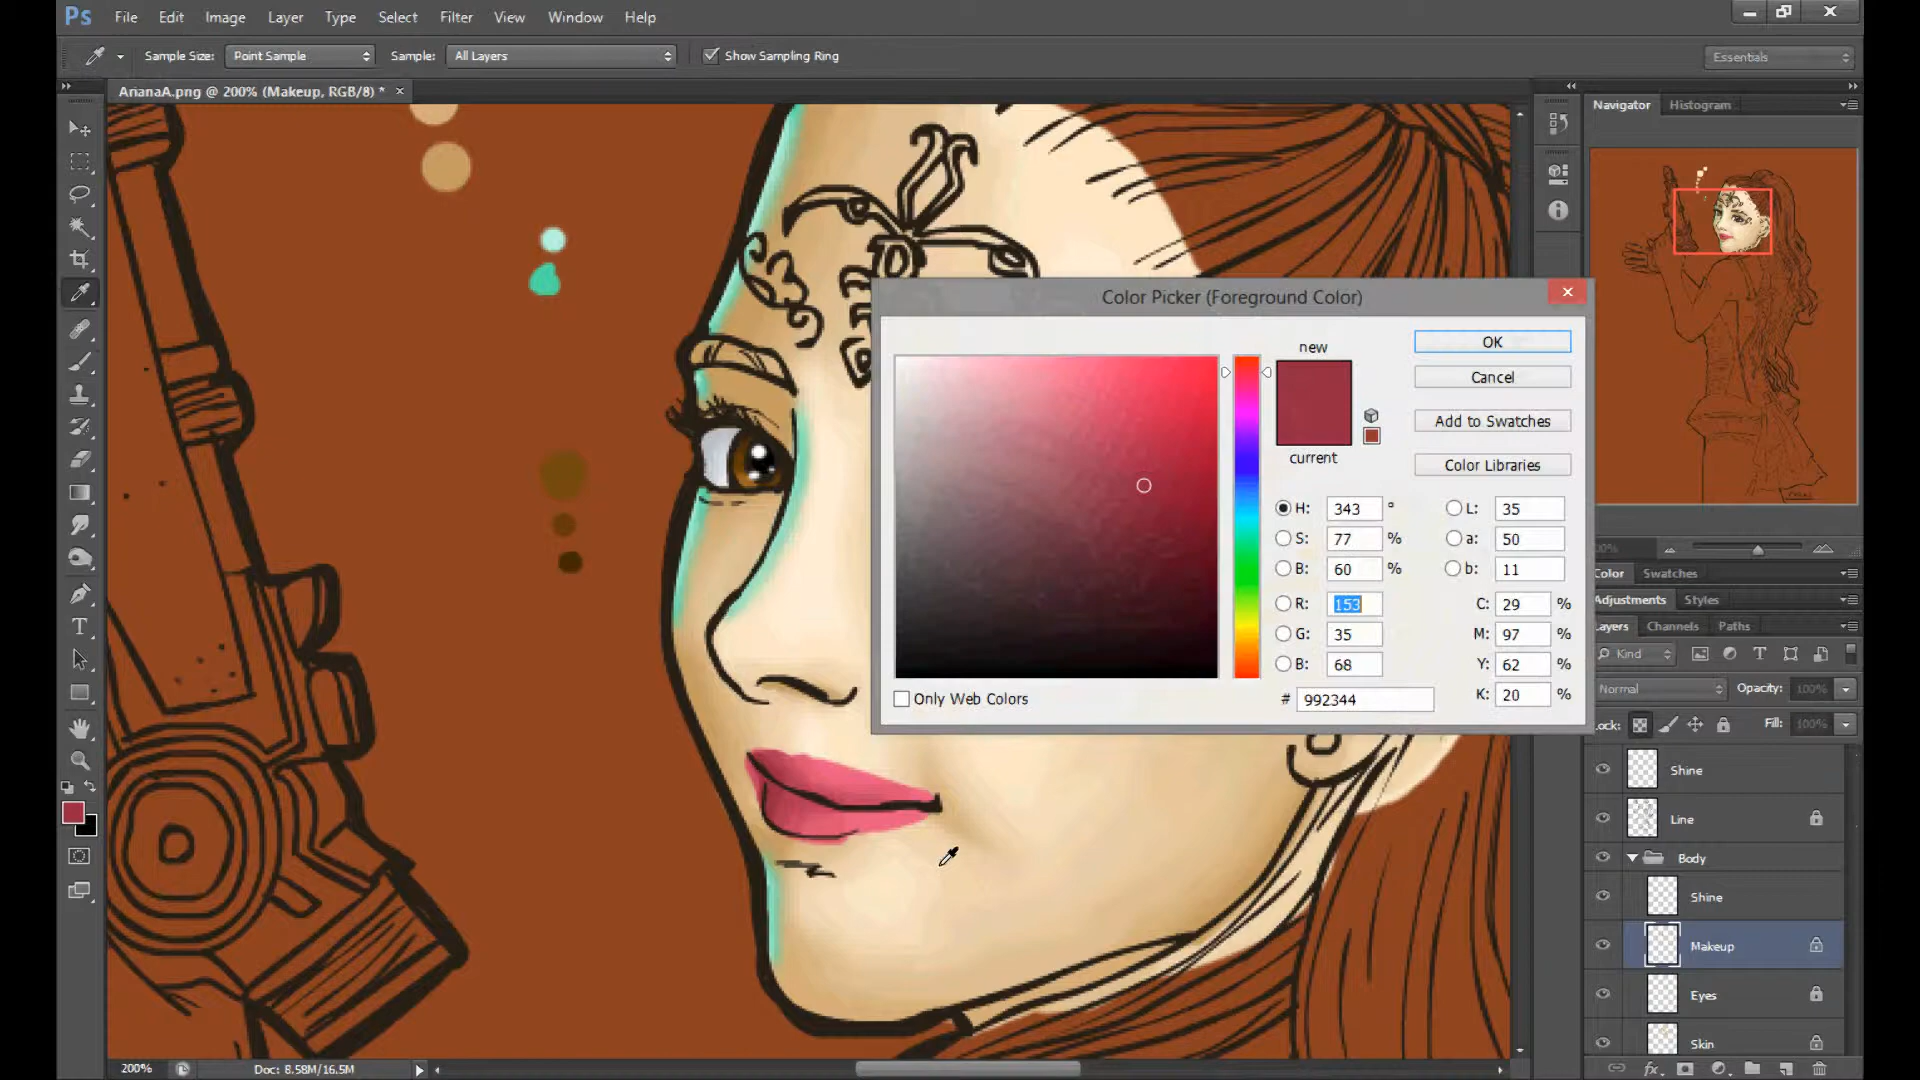 Ps File Edit Image Layer Type Select Filter View Window Help
Sample Size: Point Sample Sample: All Layers Show Sampling Ring Essentials
ArianaA.png @ 200% (Makeup, RGB/8) * ×
Navigator Histogram
Color Picker (Foreground Color)
new
current
OK
Cancel
Add to Swatches
Color Libraries
H: 343 °
S: 77 %
B: 60 %
R: 153
G: 35
B: 68
L: 35
a: 50
b: 11
C: 29 %
M: 97 %
Y: 62 %
K: 20 %
# 992344
Only Web Colors
Color Swatches
Adjustments Styles
Layers Channels Paths
Kind
Normal Opacity: 100%
Lock: Fill: 100%
Shine
Line
Body
Shine
Makeup
Eyes
Skin
200% Doc: 8.58M/16.5M